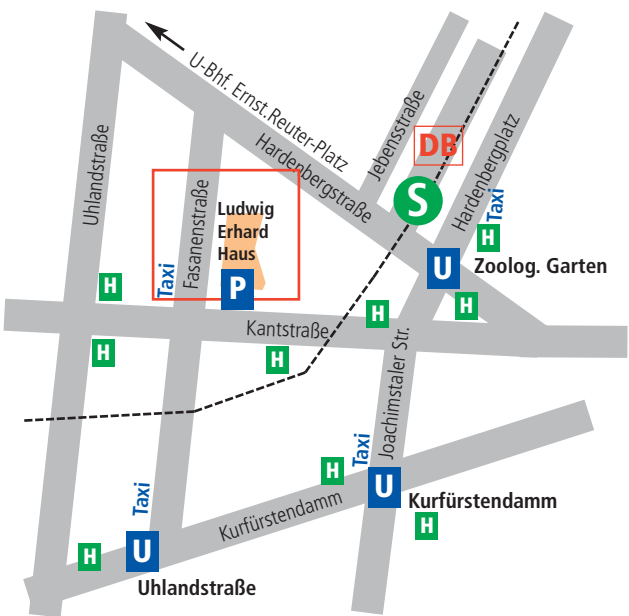 U-Bhf. Ernst.Reuter-Platz
Uhlandstraße
Hardenbergstraße
Jebensstraße
DB
Hardenbergplatz
S
Taxi
H
Fasanenstraße
Ludwig
Erhard
Haus
P
Taxi
U
Zoolog. Garten
H
H
H
Kantstraße
H
H
Joachimstaler Str.
Taxi
H
U
Kurfürstendamm
H
Kurfürstendamm
Taxi
H
U
Uhlandstraße